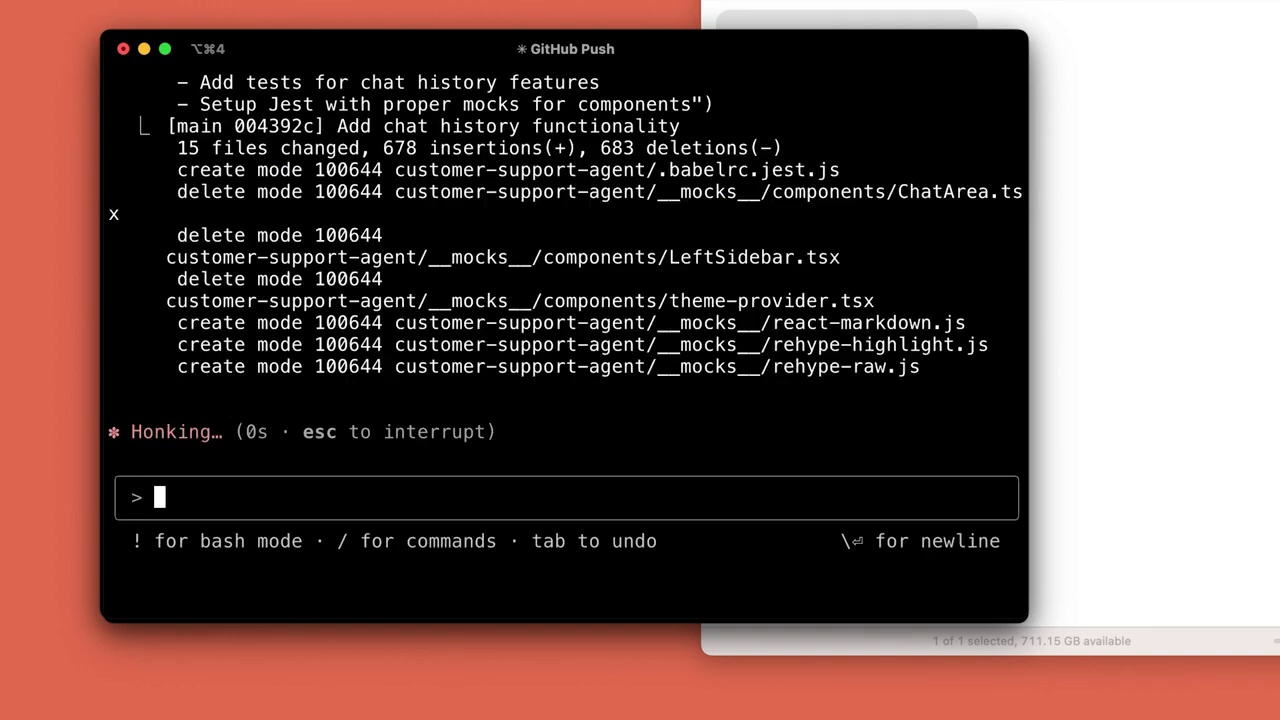 ⌥⌘4
✳ GitHub Push
- Add tests for chat history features
- Setup Jest with proper mocks for components")
⎿ [main 004392c] Add chat history functionality
15 files changed, 678 insertions(+), 683 deletions(-)
create mode 100644 customer-support-agent/.babelrc.jest.js
delete mode 100644 customer-support-agent/__mocks__/components/ChatArea.ts
x
delete mode 100644
customer-support-agent/__mocks__/components/LeftSidebar.tsx
delete mode 100644
customer-support-agent/__mocks__/components/theme-provider.tsx
create mode 100644 customer-support-agent/__mocks__/react-markdown.js
create mode 100644 customer-support-agent/__mocks__/rehype-highlight.js
create mode 100644 customer-support-agent/__mocks__/rehype-raw.js
✽ Honking… (0s · esc to interrupt)
>
! for bash mode · / for commands · tab to undo
\⏎ for newline
1 of 1 selected, 711.15 GB available